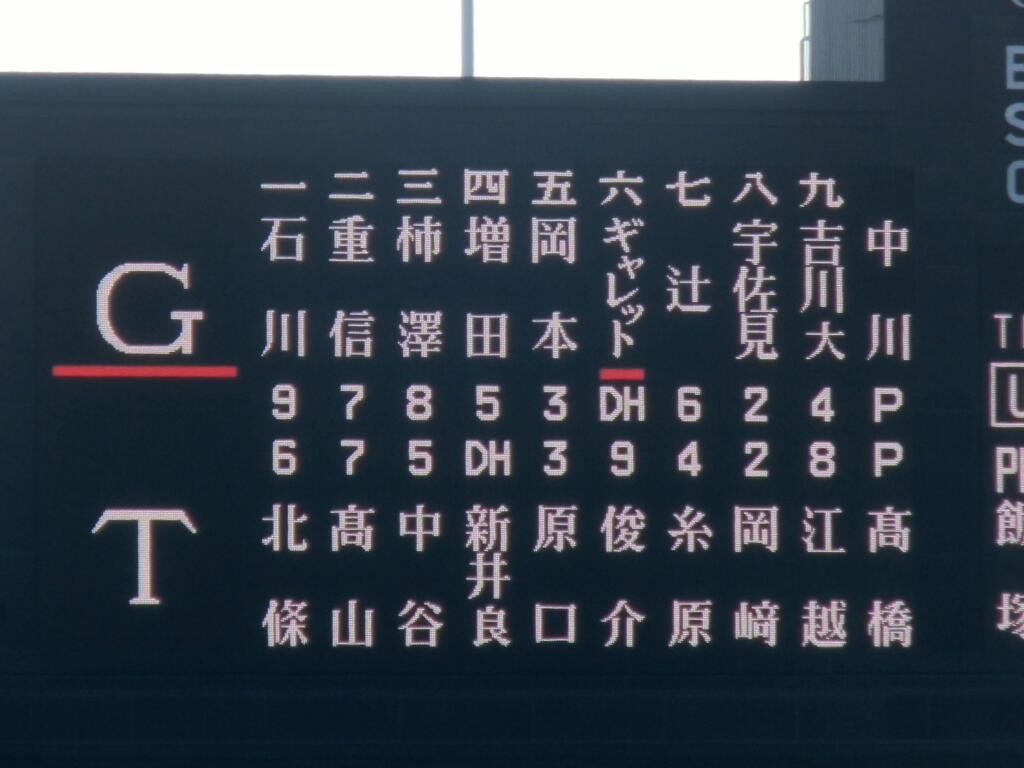 一 二 三 四 五 六 七 八 九
G
石川 重信 柿澤 増田 岡本 ギャレット 辻 宇佐見 吉川大 中川
9 7 8 5 3 DH 6 2 4 P
6 7 5 DH 3 9 4 2 8 P
T
北條 髙山 中谷 新井良 原口 俊介 糸原 岡﨑 江越 髙橋